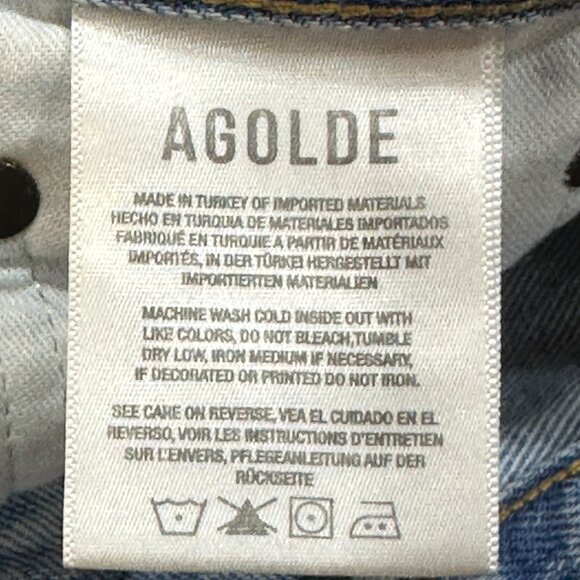 AGOLDE
MADE IN TURKEY OF IMPORTED MATERIALS
HECHO EN TURQUIA DE MATERIALES IMPORTADOS
FABRIQUÉ EN TURQUIE A PARTIR DE MATÉRIAUX
IMPORTÉS, IN DER TÜRKEI HERGESTELLT MIT
IMPORTIERTEN MATERIALIEN
MACHINE WASH COLD INSIDE OUT WITH
LIKE COLORS, DO NOT BLEACH,TUMBLE
DRY LOW, IRON MEDIUM IF NECESSARY,
IF DECORATED OR PRINTED DO NOT IRON.
SEE CARE ON REVERSE, VEA EL CUIDADO EN EL
REVERSO, VOIR LES INSTRUCTIONS D'ENTRETIEN
SUR L'ENVERS, PFLEGEANLEITUNG AUF DER
RÜCKSEITE